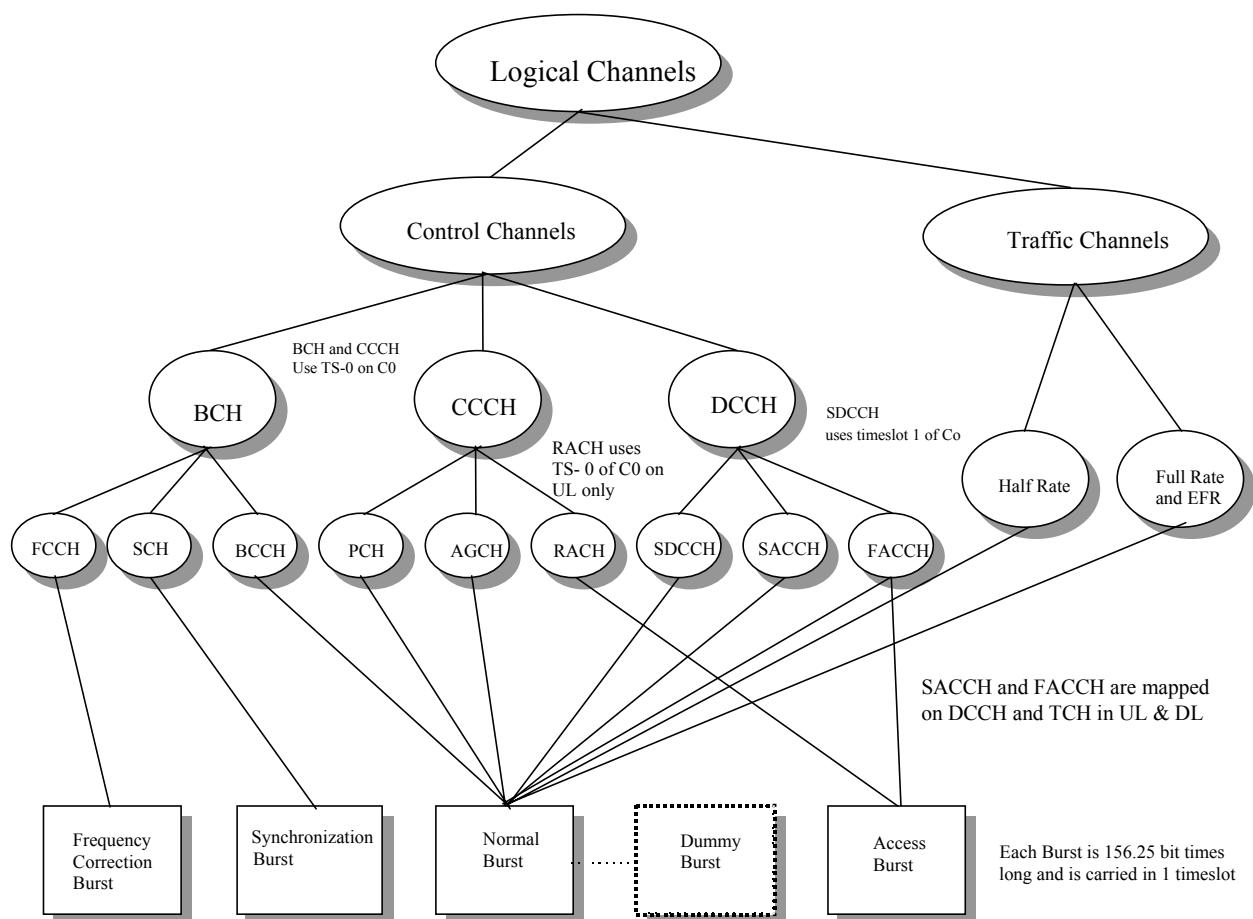 Logical Channels
Control Channels
Traffic Channels
BCH and CCCH
Use TS-0 on C0
BCH
CCCH
DCCH
SDCCH
uses timeslot 1 of Co
RACH uses
TS- 0 of C0 on
UL only
Half Rate
Full Rate
and EFR
FCCH
SCH
BCCH
PCH
AGCH
RACH
SDCCH
SACCH
FACCH
SACCH and FACCH are mapped
on DCCH and TCH in UL & DL
Frequency
Correction
Burst
Synchronization
Burst
Normal
Burst
Dummy
Burst
Access
Burst
Each Burst is 156.25 bit times
long and is carried in 1 timeslot